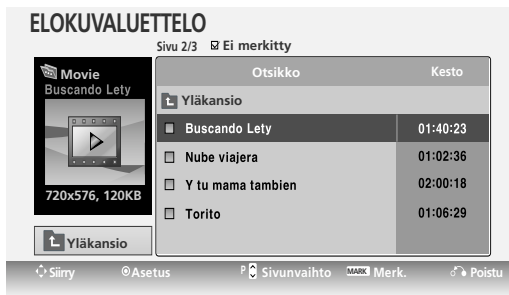 ELOKUVALUETTELO
Sivu 2/3 ☑ Ei merkitty
Movie
Buscando Lety
720x576, 120KB
Yläkansio
Otsikko Kesto
Yläkansio
Buscando Lety 01:40:23
Nube viajera 01:02:36
Y tu mama tambien 02:00:18
Torito 01:06:29
Siirry Asetus P Sivunvaihto MARK Merk. Poistu